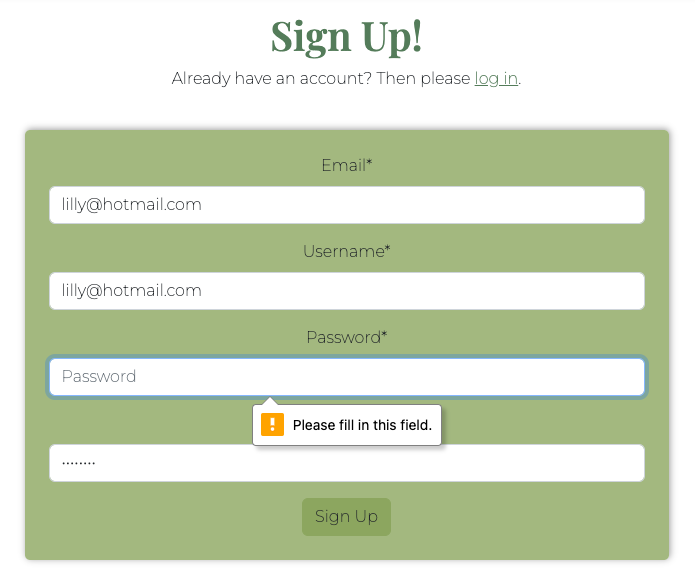 Sign Up!
Already have an account? Then please log in.
Email*
lilly@hotmail.com
Username*
lilly@hotmail.com
Password*
Password
Please fill in this field.
········
Sign Up